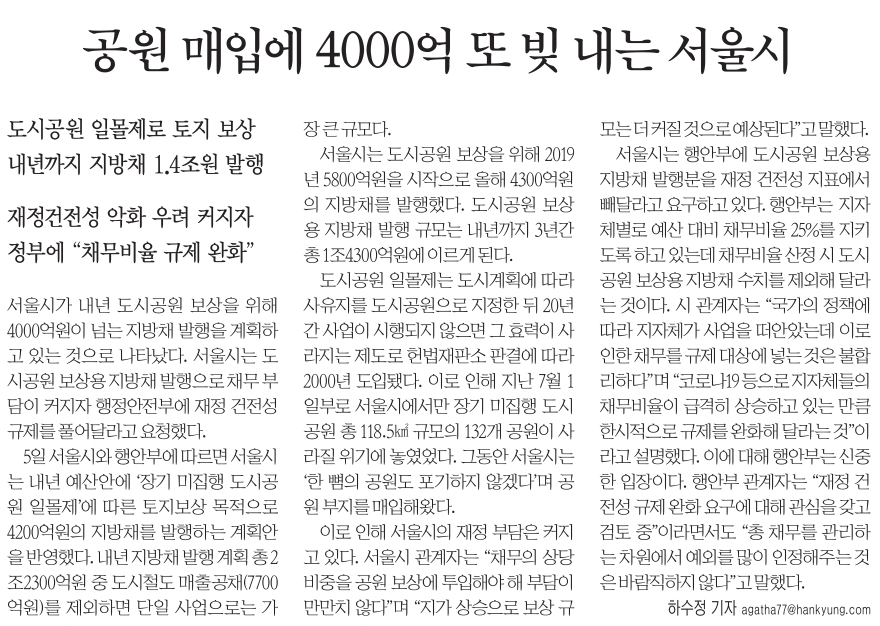 공원 매입에 4000억 또 빚 내는 서울시
도시공원 일몰제로 토지 보상
내년까지 지방채 1.4조원 발행
재정건전성 악화 우려 커지자
정부에 “채무비율 규제 완화”
서울시가 내년 도시공원 보상을 위해
4000억원이 넘는 지방채 발행을 계획하
고 있는 것으로 나타났다. 서울시는 도
시공원 보상용 지방채 발행으로 채무 부
담이 커지자 행정안전부에 재정 건전성
규제를 풀어달라고 요청했다.
5일 서울시와 행안부에 따르면 서울시
는 내년 예산안에 ‘장기 미집행 도시공
원 일몰제’에 따른 토지보상 목적으로
4200억원의 지방채를 발행하는 계획안
을 반영했다. 내년 지방채 발행 계획 총 2
조2300억원 중 도시철도 매출공채(7700
억원)를 제외하면 단일 사업으로는 가
장 큰 규모다.
서울시는 도시공원 보상을 위해 2019
년 5800억원을 시작으로 올해 4300억원
의 지방채를 발행했다. 도시공원 보상
용 지방채 발행 규모는 내년까지 3년간
총 1조4300억원에 이르게 된다.
도시공원 일몰제는 도시계획에 따라
사유지를 도시공원으로 지정한 뒤 20년
간 사업이 시행되지 않으면 그 효력이 사
라지는 제도로 헌법재판소 판결에 따라
2000년 도입됐다. 이로 인해 지난 7월 1
일부로 서울시에서만 장기 미집행 도시
공원 총 118.5㎢ 규모의 132개 공원이 사
라질 위기에 놓였었다. 그동안 서울시는
‘한 뼘의 공원도 포기하지 않겠다’며 공
원 부지를 매입해왔다.
이로 인해 서울시의 재정 부담은 커지
고 있다. 서울시 관계자는 “채무의 상당
비중을 공원 보상에 투입해야 해 부담이
만만치 않다”며 “지가 상승으로 보상 규
모는 더 커질 것으로 예상된다”고 말했다.
서울시는 행안부에 도시공원 보상용
지방채 발행분을 재정 건전성 지표에서
빼달라고 요구하고 있다. 행안부는 지자
체별로 예산 대비 채무비율 25%를 지키
도록 하고 있는데 채무비율 산정 시 도시
공원 보상용 지방채 수치를 제외해 달라
는 것이다. 시 관계자는 “국가의 정책에
따라 지자체가 사업을 떠안았는데 이로
인한 채무를 규제 대상에 넣는 것은 불합
리하다”며 “코로나19 등으로 지자체들의
채무비율이 급격히 상승하고 있는 만큼
한시적으로 규제를 완화해 달라는 것”이
라고 설명했다. 이에 대해 행안부는 신중
한 입장이다. 행안부 관계자는 “재정 건
전성 규제 완화 요구에 대해 관심을 갖고
검토 중”이라면서도 “총 채무를 관리하
는 차원에서 예외를 많이 인정해주는 것
은 바람직하지 않다”고 말했다.
하수정 기자 agatha77@hankyung.com